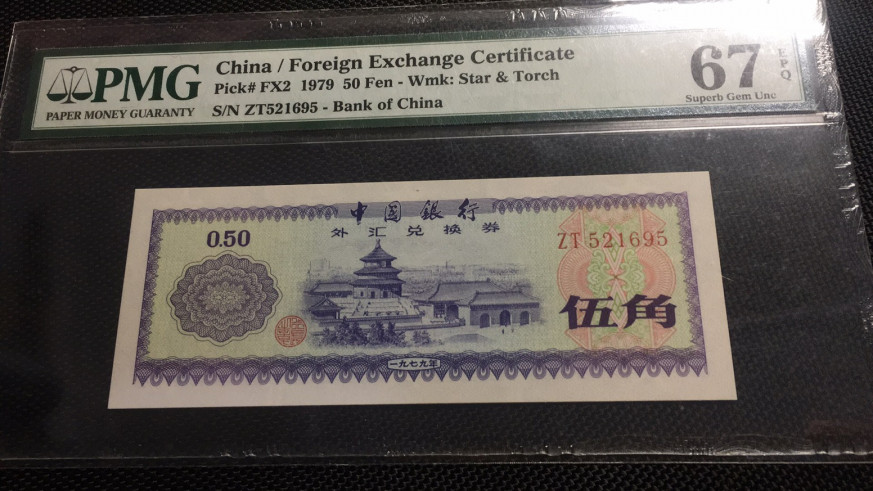 PMG
PAPER MONEY GUARANTY
China / Foreign Exchange Certificate
Pick# FX2 1979 50 Fen - Wmk: Star & Torch
S/N ZT521695 - Bank of China
67 EPQ
Superb Gem Unc
中國銀行
外汇兑换券
0.50
ZT 521695
伍角
一九七九年